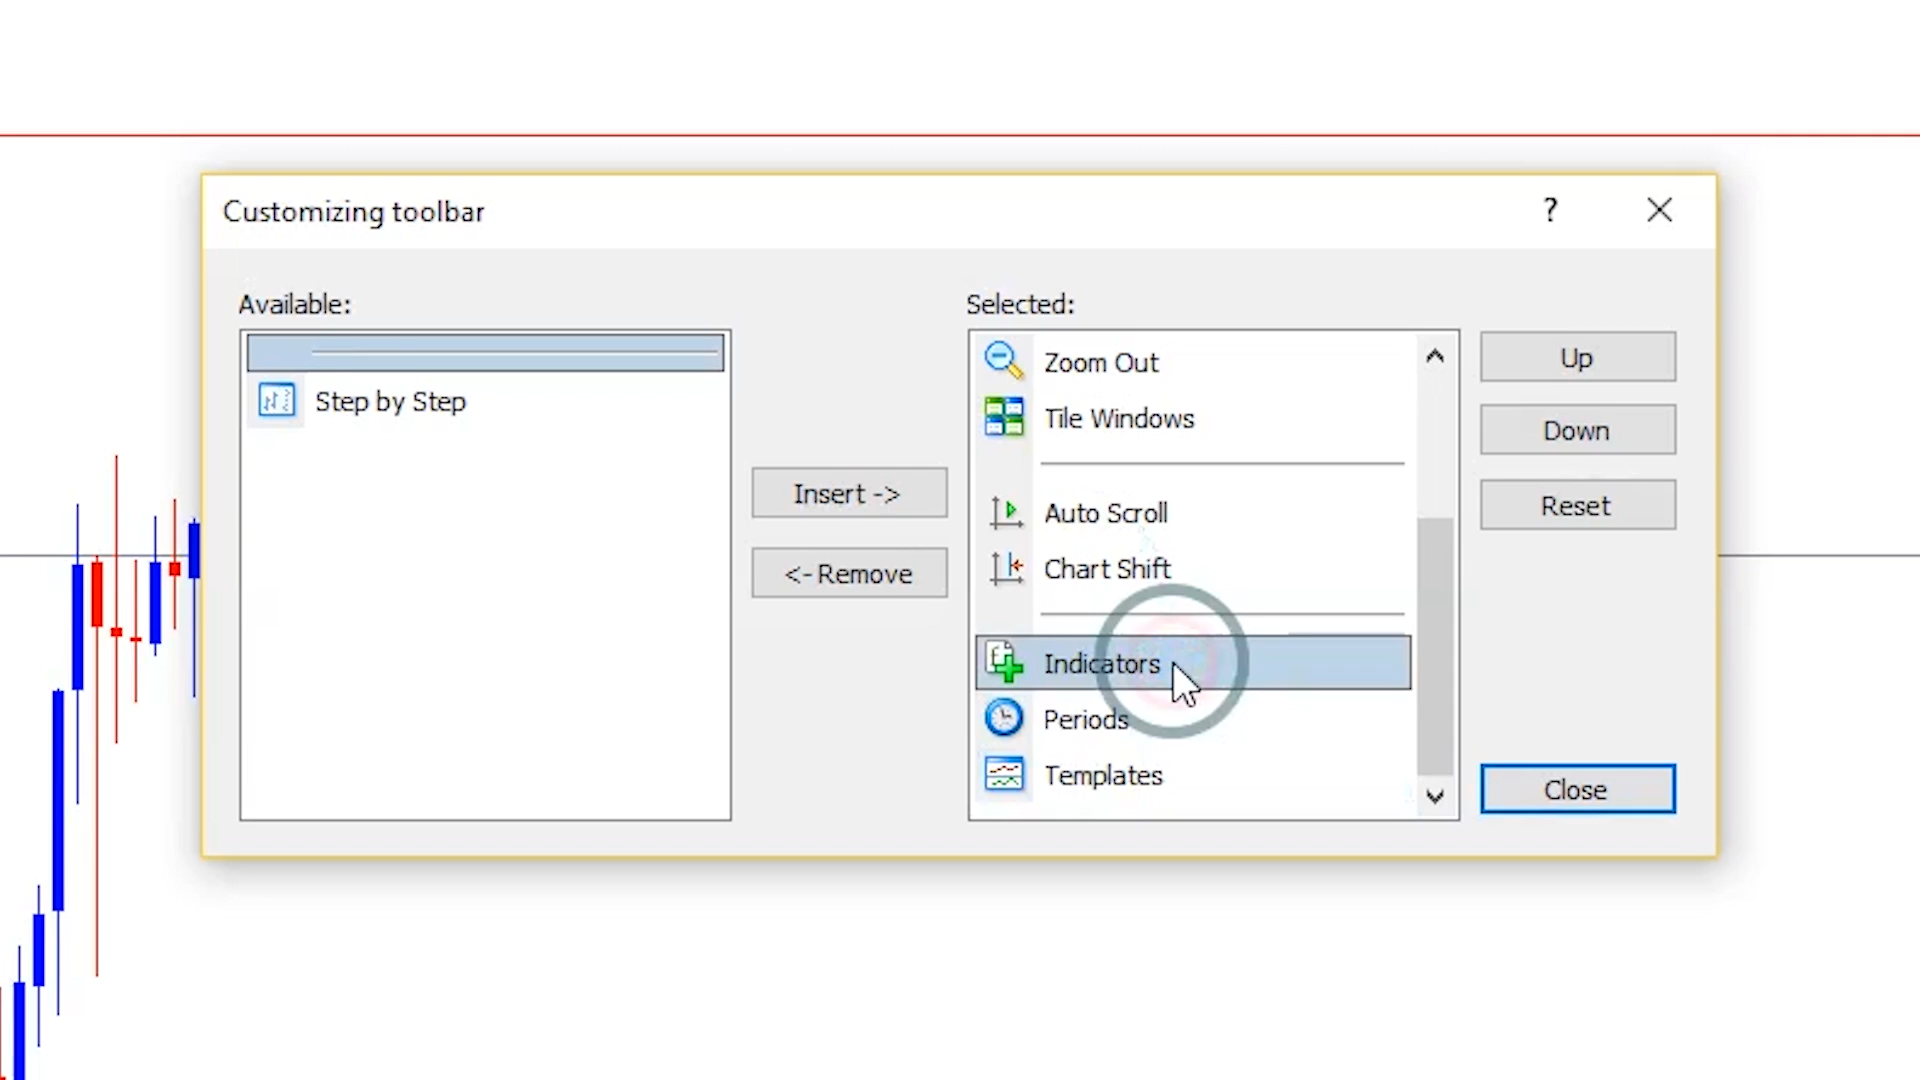 Customizing toolbar
?
Available:
Selected:
Step by Step
Insert ->
<- Remove
Zoom Out
Tile Windows
Auto Scroll
Chart Shift
Indicators
Periods
Templates
Up
Down
Reset
Close